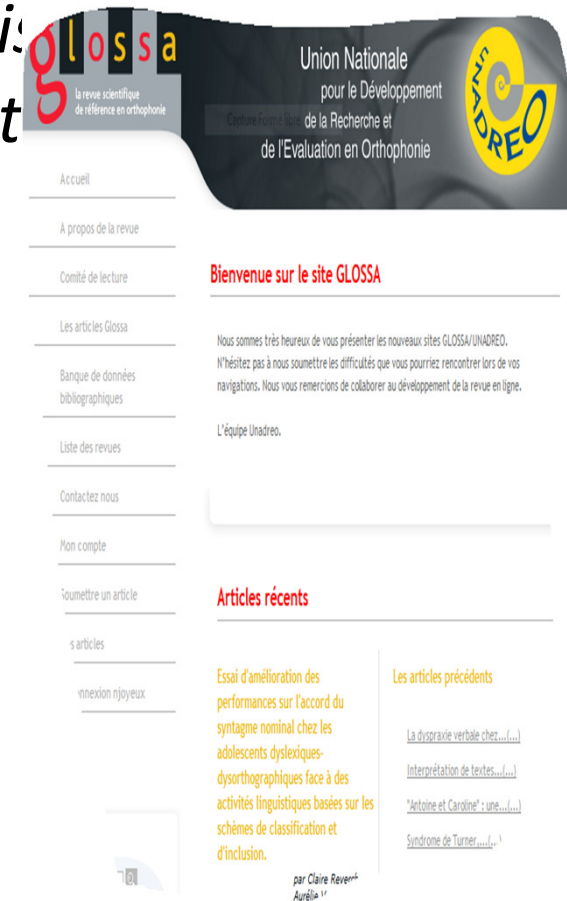 glossa
la revue scientifique
de référence en orthophonie
Union Nationale
pour le Développement
de la Recherche et
de l'Evaluation en Orthophonie
UNADREO
Accueil
A propos de la revue
Comité de lecture
Les articles Glossa
Banque de données
bibliographiques
Liste des revues
Contactez nous
Mon compte
Soumettre un article
s articles
nnexion njoyeux
Bienvenue sur le site GLOSSA
Nous sommes très heureux de vous présenter les nouveaux sites GLOSSA/UNADREO.
N'hésitez pas à nous soumettre les difficultés que vous pourriez rencontrer lors de vos
navigations. Nous vous remercions de collaborer au développement de la revue en ligne.
L'équipe Unadreo.
Articles récents
Essai d'amélioration des
performances sur l'accord du
syntagme nominal chez les
adolescents dyslexiques-
dysorthographiques face à des
activités linguistiques basées sur les
schèmes de classification et
d'inclusion.
par Claire
Aurélie
Les articles précédents
La dyspraxie verbale chez...(...)
Interprétation de textes...(...)
"Antoine et Caroline" : une...(...)
Syndrome de Turner,...(...)